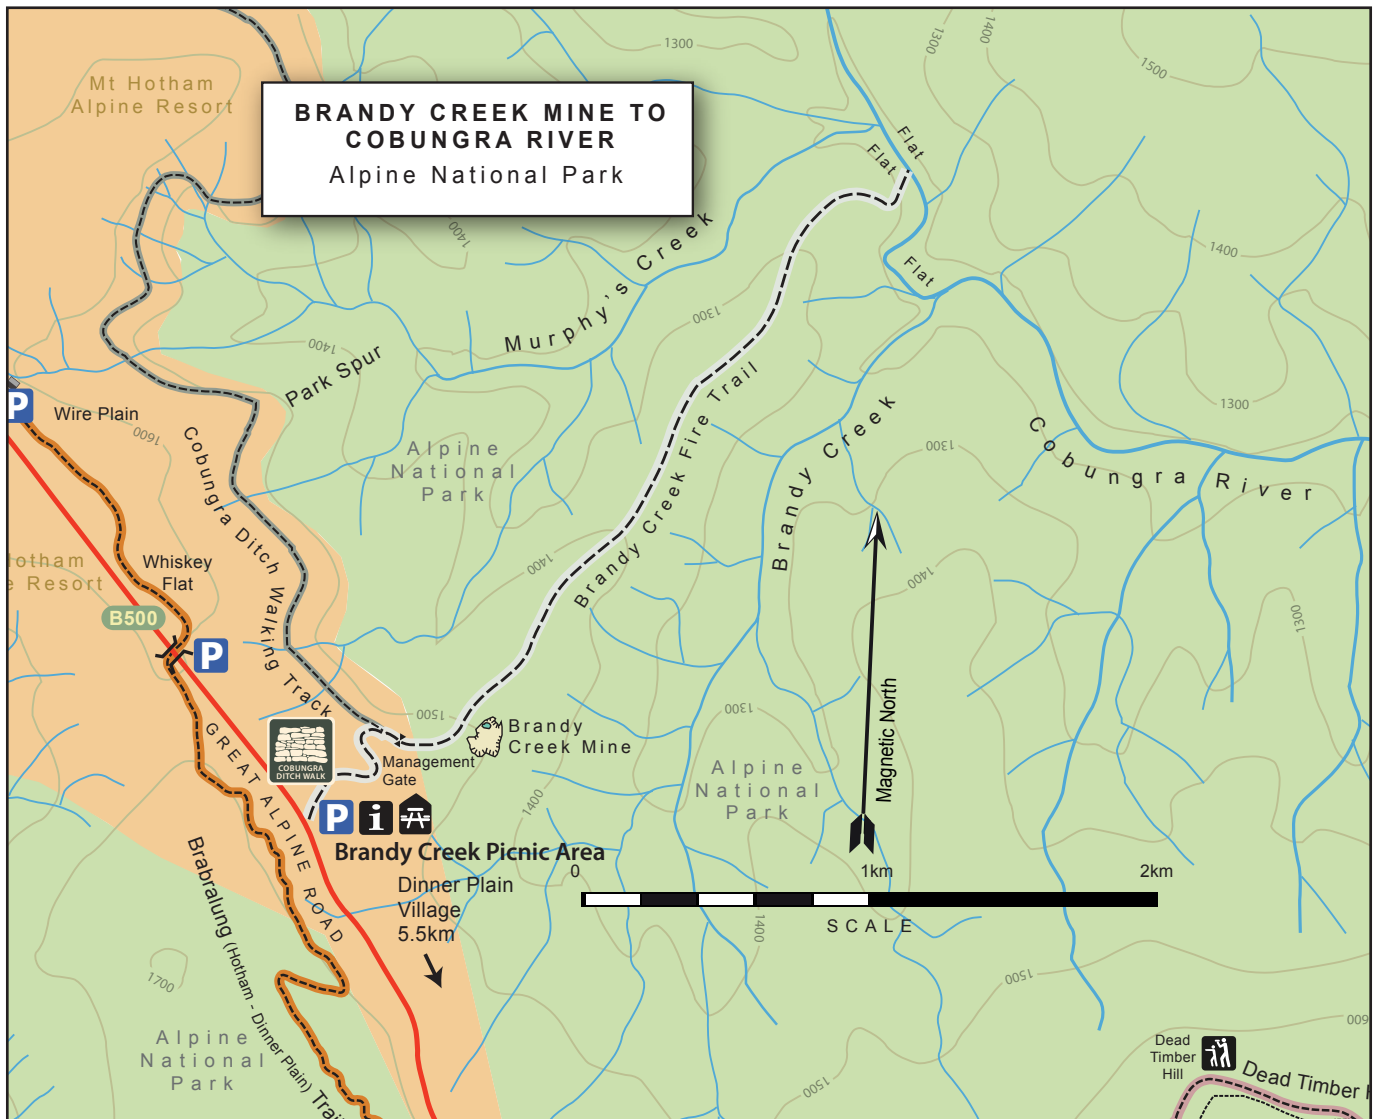 BRANDY CREEK MINE TO
COBUNGRA RIVER
Alpine National Park
Mt Hotham
Alpine Resort
1300
1300
1400
1500
Flat
Flat
Flat
1400
1400
Murphy's Creek
1300
1400
Park Spur
P
Wire Plain
1600
Cobungra Ditch Walking Track
Alpine
National
Park
Brandy Creek Fire Trail
Brandy Creek
1300
1300
Cobungra River
Hotham
e Resort
Whiskey
Flat
B500
P
1400
1400
1300
Magnetic North
1500
Brandy
Creek Mine
1300
COBUNGRA
DITCH WALK
Management
Gate
GREAT ALPINE ROAD
Alpine
National
Park
1400
P i
Brandy Creek Picnic Area
Dinner Plain
Village
5.5km
0 1km 2km
SCALE
1400
Brabralung (Hotham - Dinner Plain) Trail
1700
1500
Alpine
National
Park
1500
600
Dead
Timber
Hill
Dead Timber H